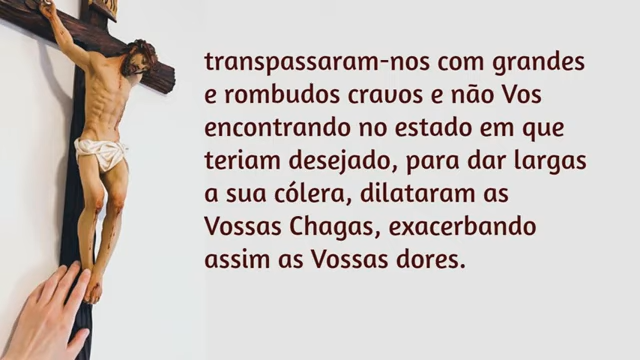 transpassaram-nos com grandes
e rombudos cravos e não Vos
encontrando no estado em que
teriam desejado, para dar largas
a sua cólera, dilataram as
Vossas Chagas, exacerbando
assim as Vossas dores.